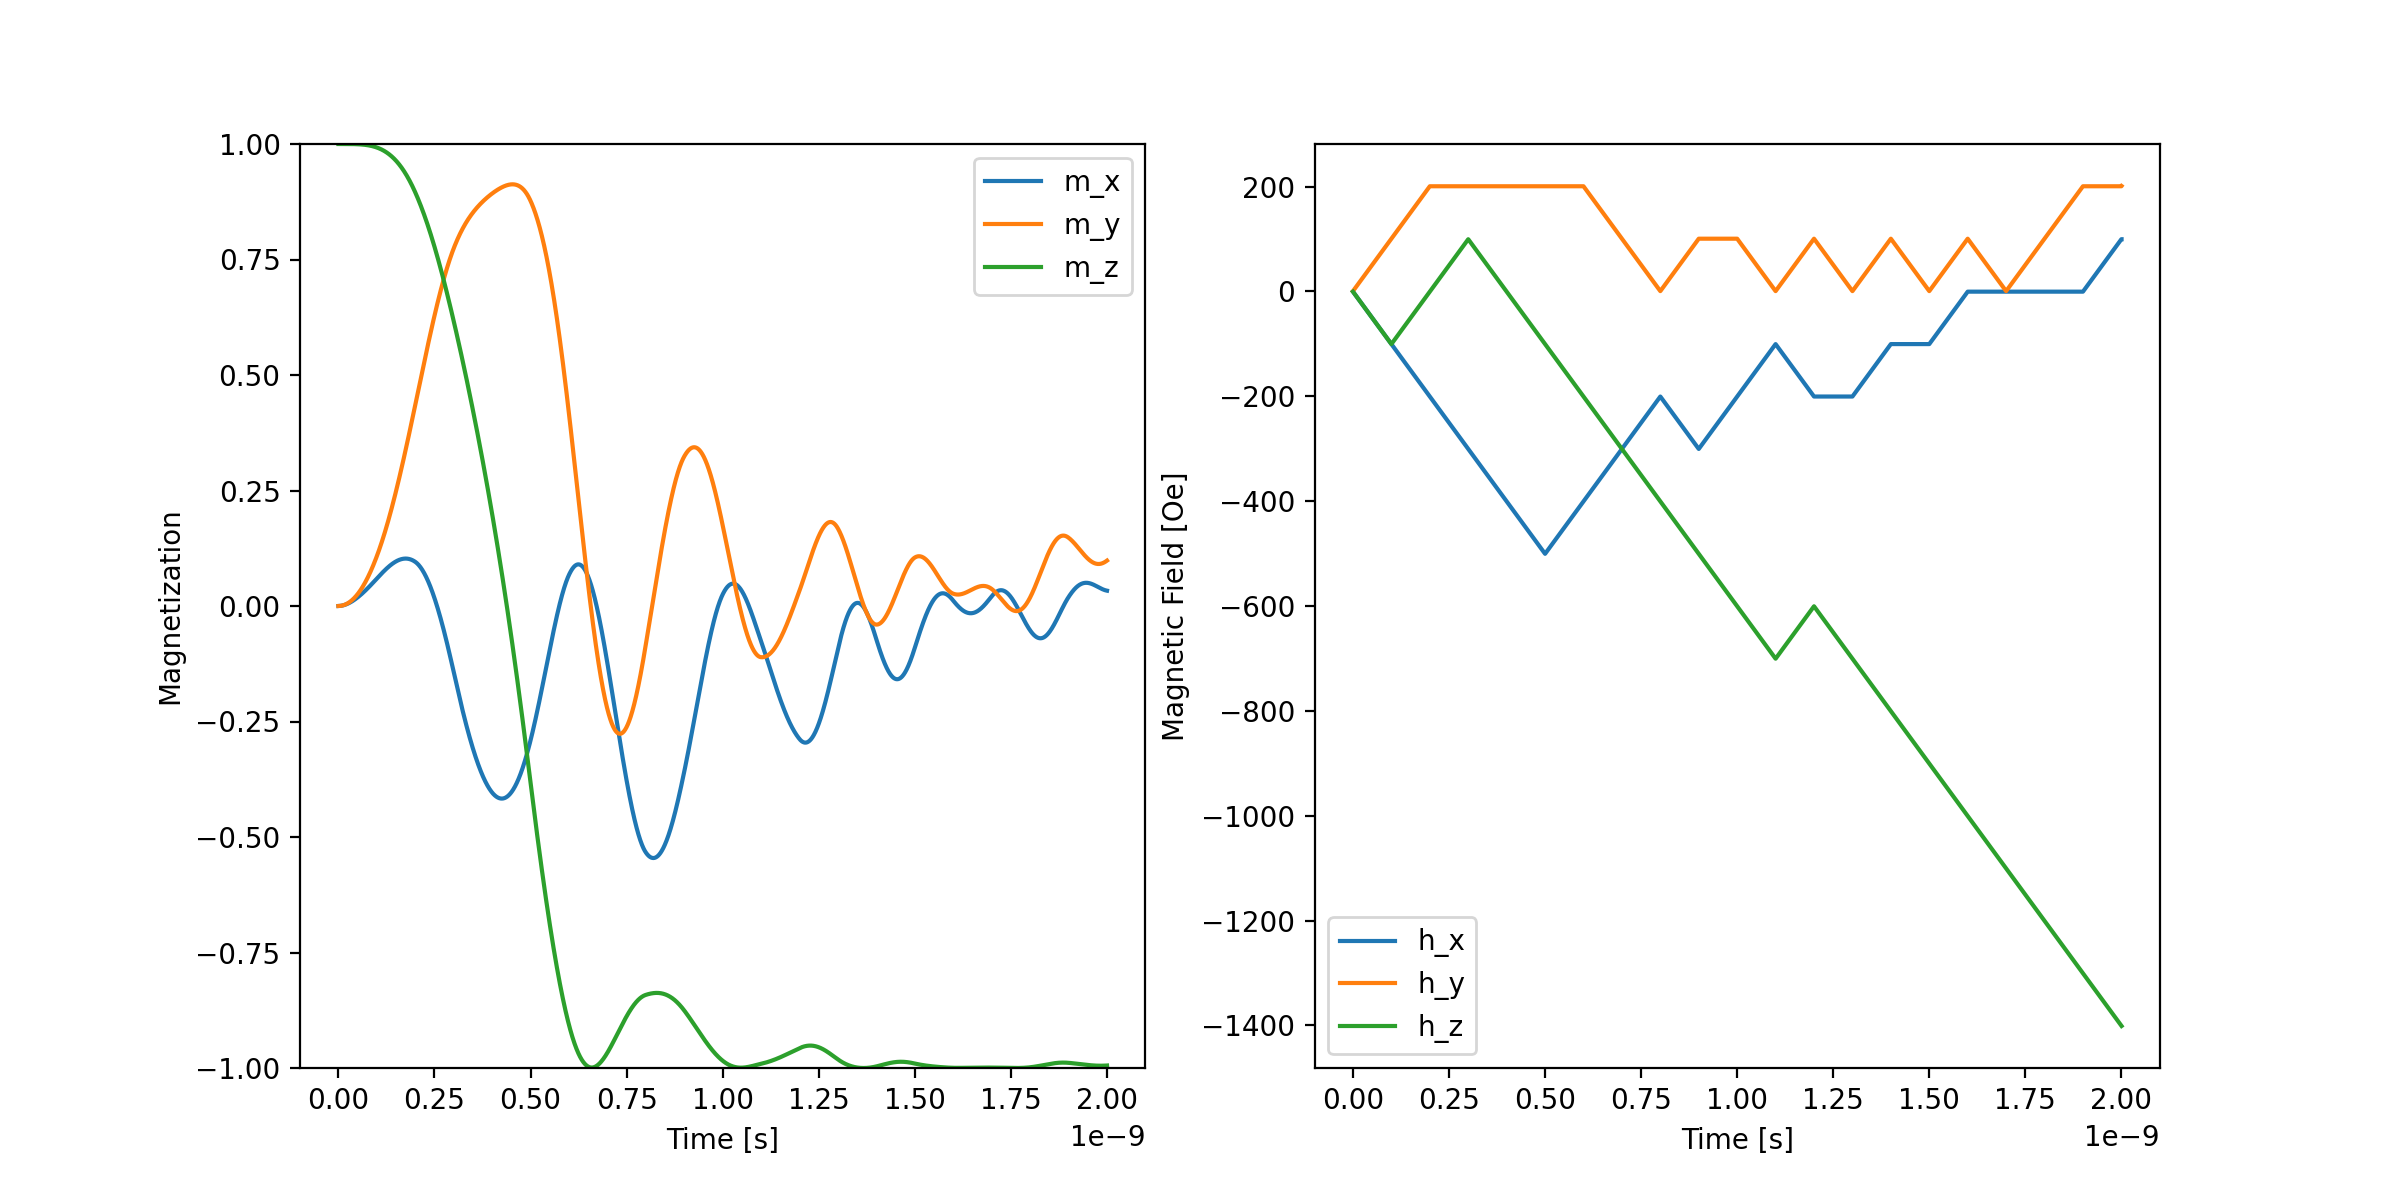 1.00
0.75
0.50
0.25
0.00
−0.25
−0.50
−0.75
−1.00
Magnetization
m_x
m_y
m_z
0.00 0.25 0.50 0.75 1.00 1.25 1.50 1.75 2.00
Time [s]
1e−9
200
0
−200
−400
−600
−800
−1000
−1200
−1400
Magnetic Field [Oe]
h_x
h_y
h_z
0.00 0.25 0.50 0.75 1.00 1.25 1.50 1.75 2.00
Time [s]
1e−9